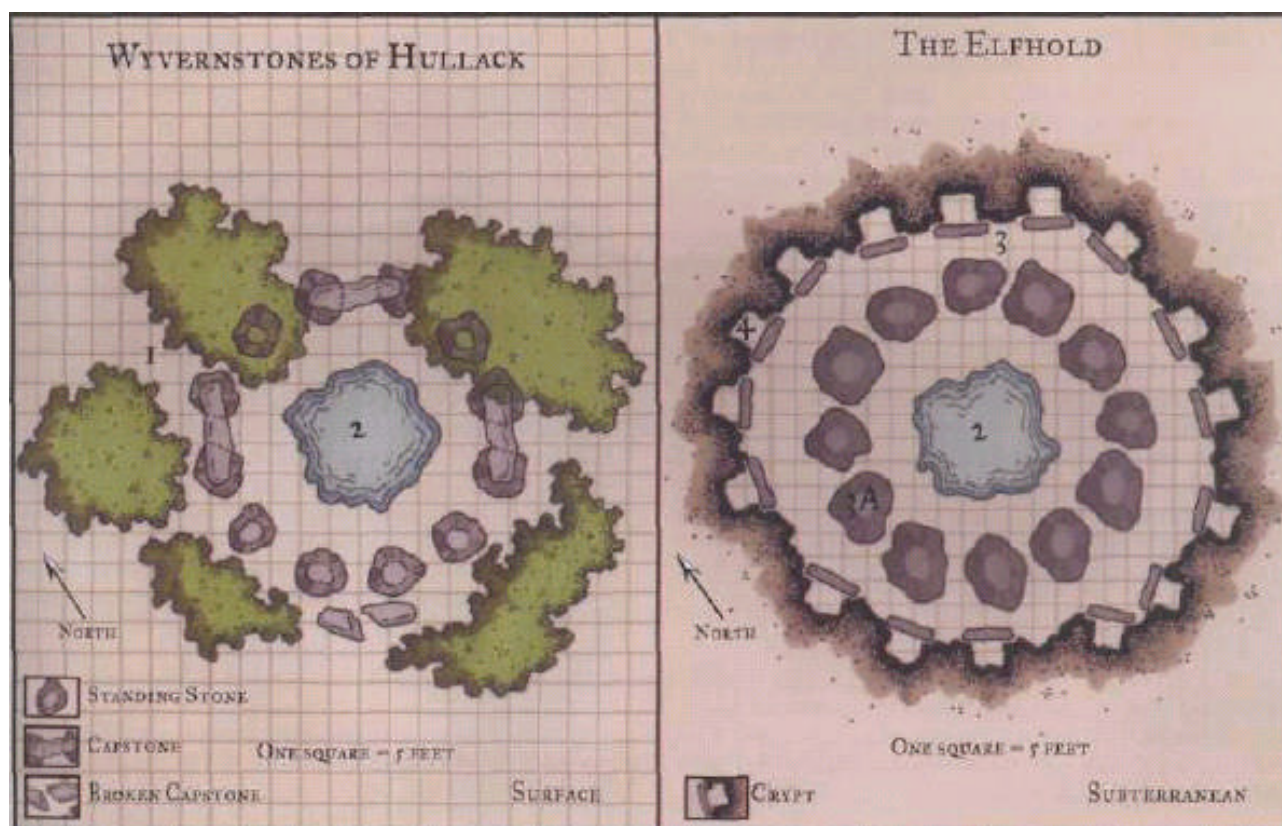 WYVERNSTONES OF HULLACK
1
2
NORTH
STANDING STONE
CAPSTONE
BROKEN CAPSTONE
ONE SQUARE = 5 FEET
SURFACE
THE ELFHOLD
3
4
2
A
NORTH
ONE SQUARE = 5 FEET
CRYPT
SUBTERRANEAN